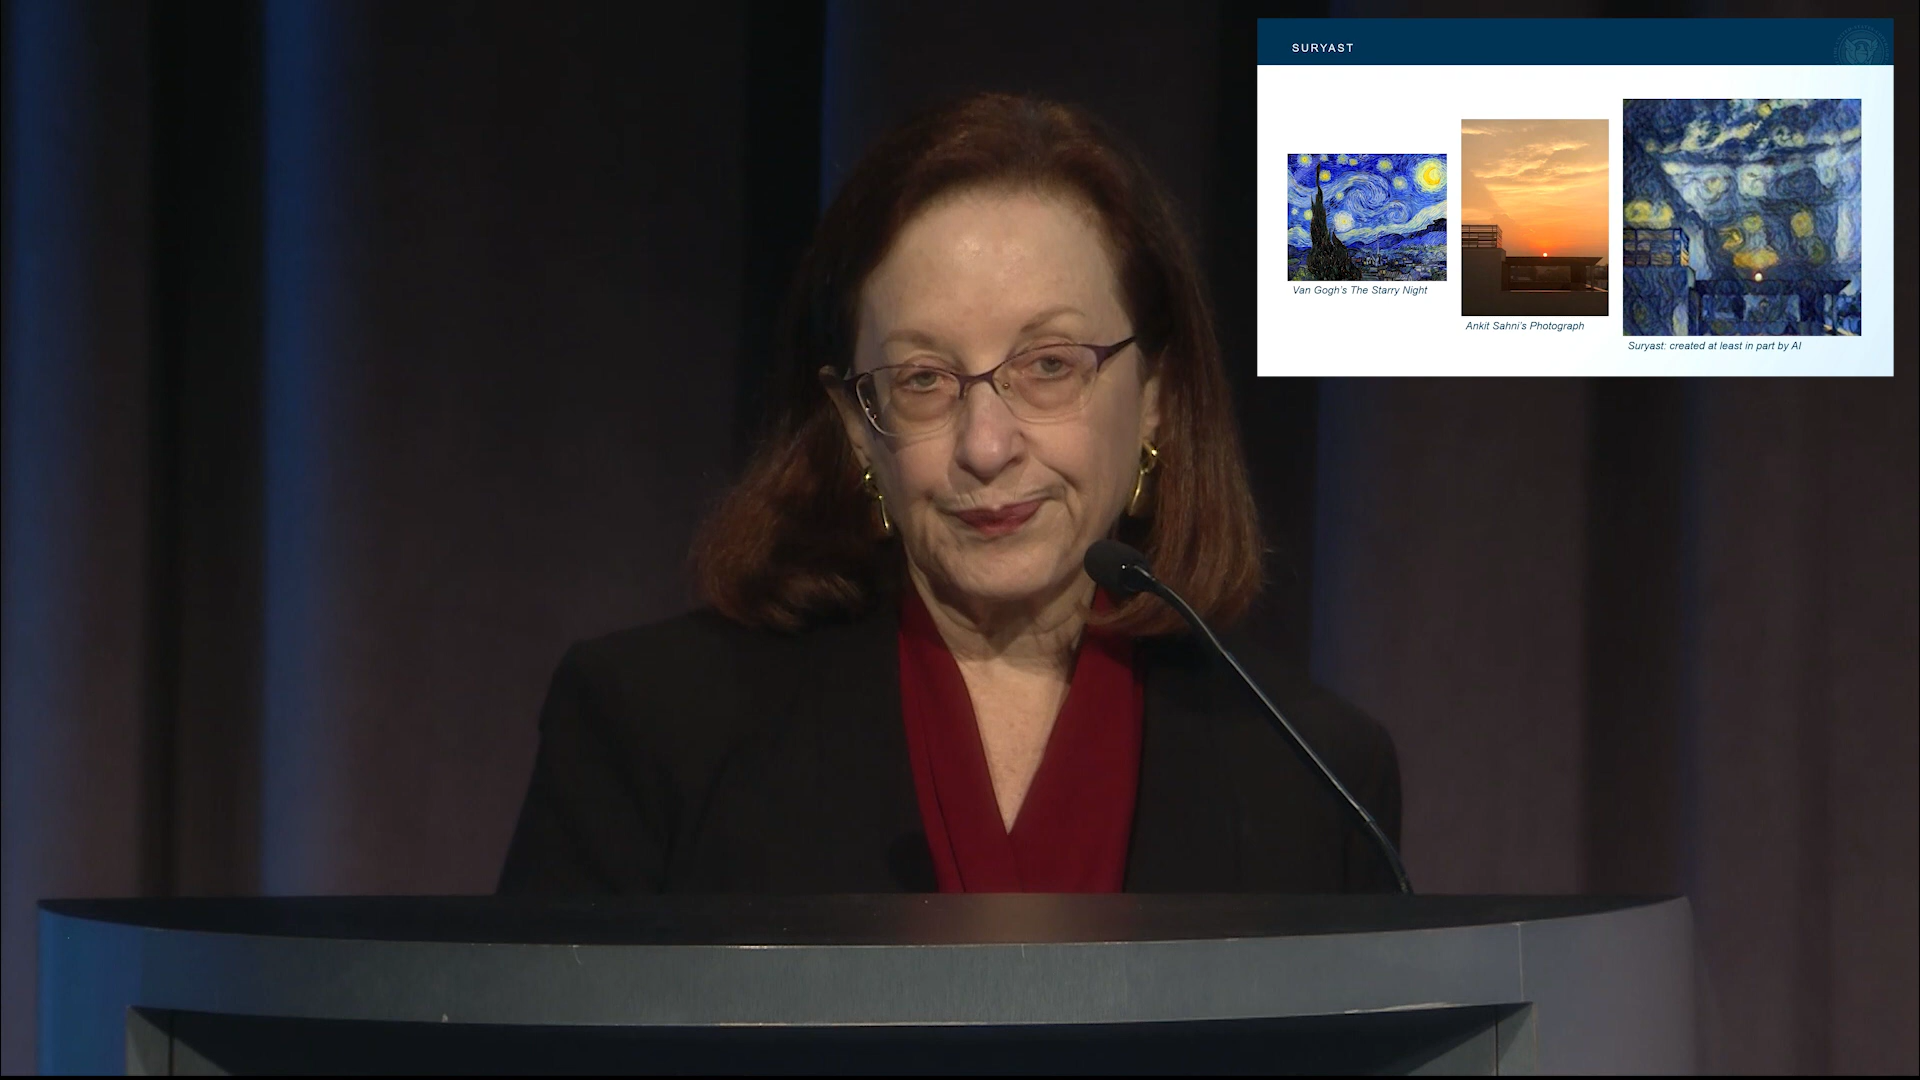 SURYAST
Van Gogh's The Starry Night
Ankit Sahni's Photograph
Suryast: created at least in part by AI